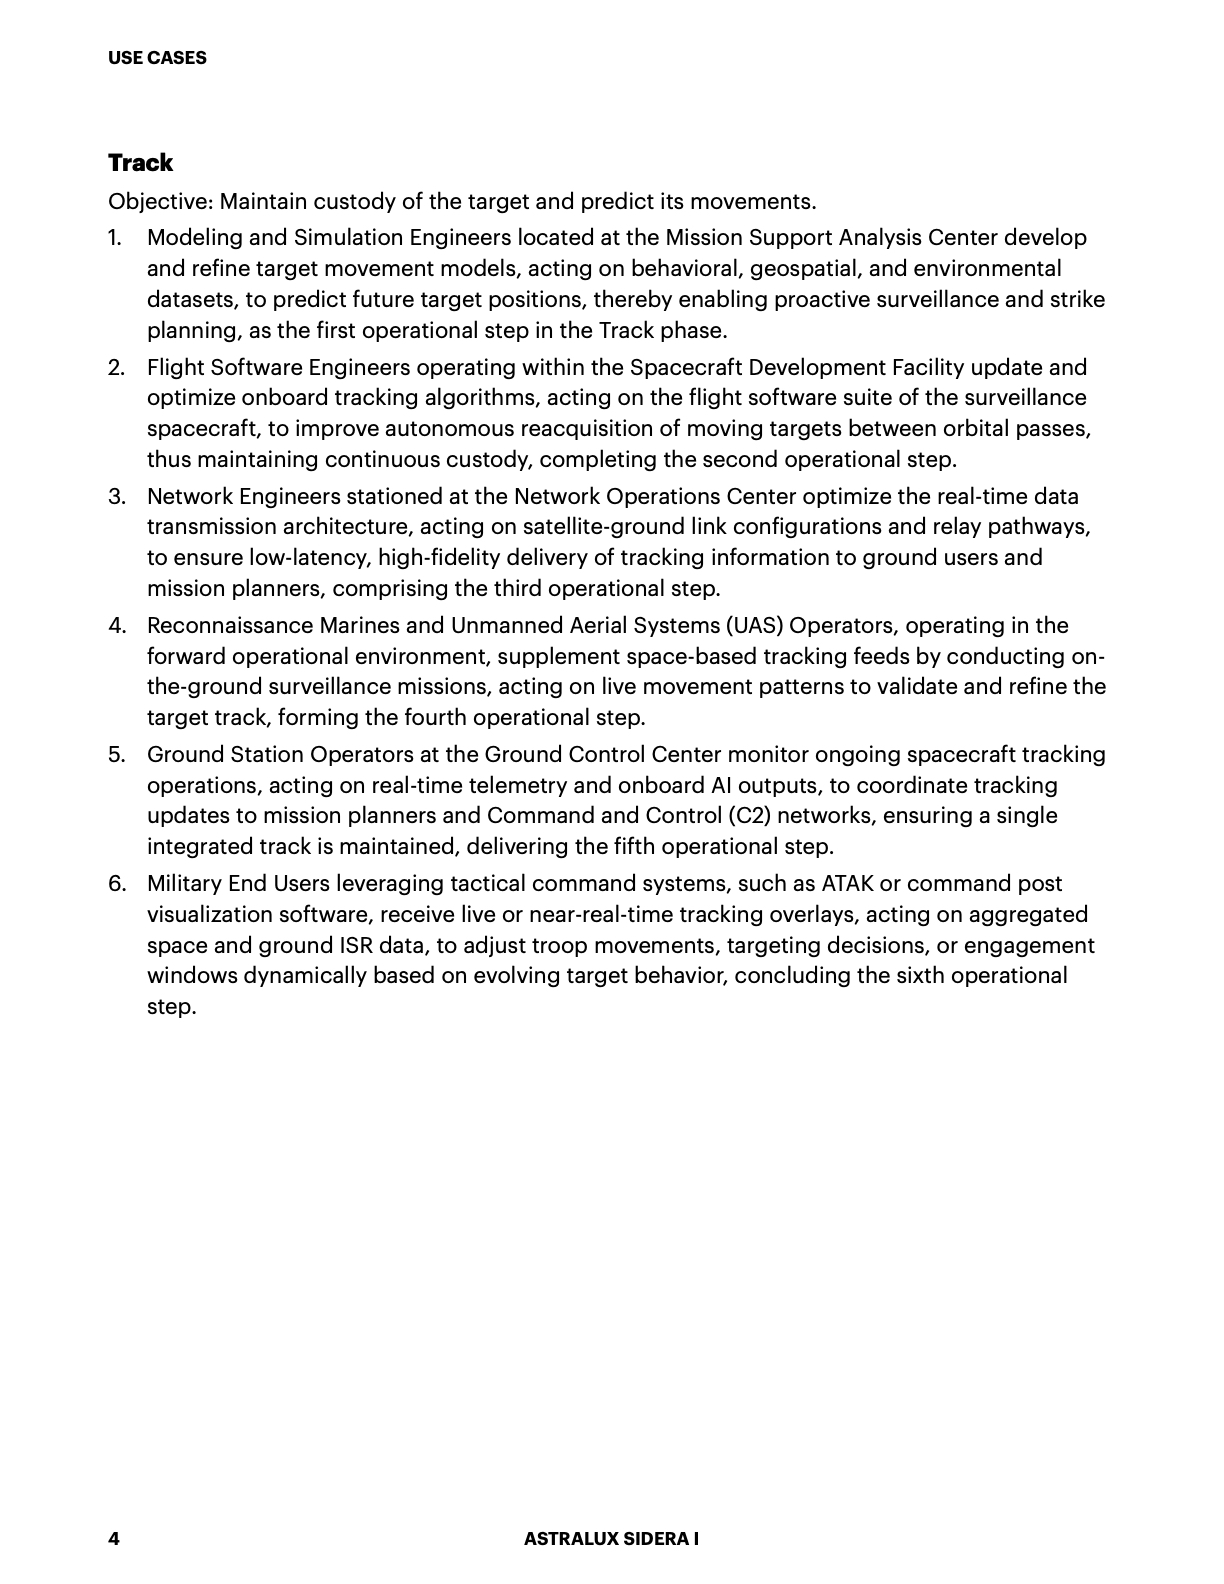 USE CASES
Track
Objective: Maintain custody of the target and predict its movements.
1. Modeling and Simulation Engineers located at the Mission Support Analysis Center develop
and refine target movement models, acting on behavioral, geospatial, and environmental
datasets, to predict future target positions, thereby enabling proactive surveillance and strike
planning, as the first operational step in the Track phase.
2. Flight Software Engineers operating within the Spacecraft Development Facility update and
optimize onboard tracking algorithms, acting on the flight software suite of the surveillance
spacecraft, to improve autonomous reacquisition of moving targets between orbital passes,
thus maintaining continuous custody, completing the second operational step.
3. Network Engineers stationed at the Network Operations Center optimize the real-time data
transmission architecture, acting on satellite-ground link configurations and relay pathways,
to ensure low-latency, high-fidelity delivery of tracking information to ground users and
mission planners, comprising the third operational step.
4. Reconnaissance Marines and Unmanned Aerial Systems (UAS) Operators, operating in the
forward operational environment, supplement space-based tracking feeds by conducting on-
the-ground surveillance missions, acting on live movement patterns to validate and refine the
target track, forming the fourth operational step.
5. Ground Station Operators at the Ground Control Center monitor ongoing spacecraft tracking
operations, acting on real-time telemetry and onboard AI outputs, to coordinate tracking
updates to mission planners and Command and Control (C2) networks, ensuring a single
integrated track is maintained, delivering the fifth operational step.
6. Military End Users leveraging tactical command systems, such as ATAK or command post
visualization software, receive live or near-real-time tracking overlays, acting on aggregated
space and ground ISR data, to adjust troop movements, targeting decisions, or engagement
windows dynamically based on evolving target behavior, concluding the sixth operational
step.
4 ASTRALUX SIDERA I